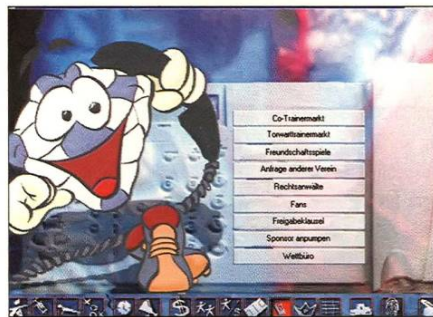 Co-Trainermarkt
Torwarttrainermarkt
Freundschaftsspiele
Anfrage anderer Verein
Rechtsanwälte
Fans
Freigabeklausel
Sponsor anpumpen
Wettbüro